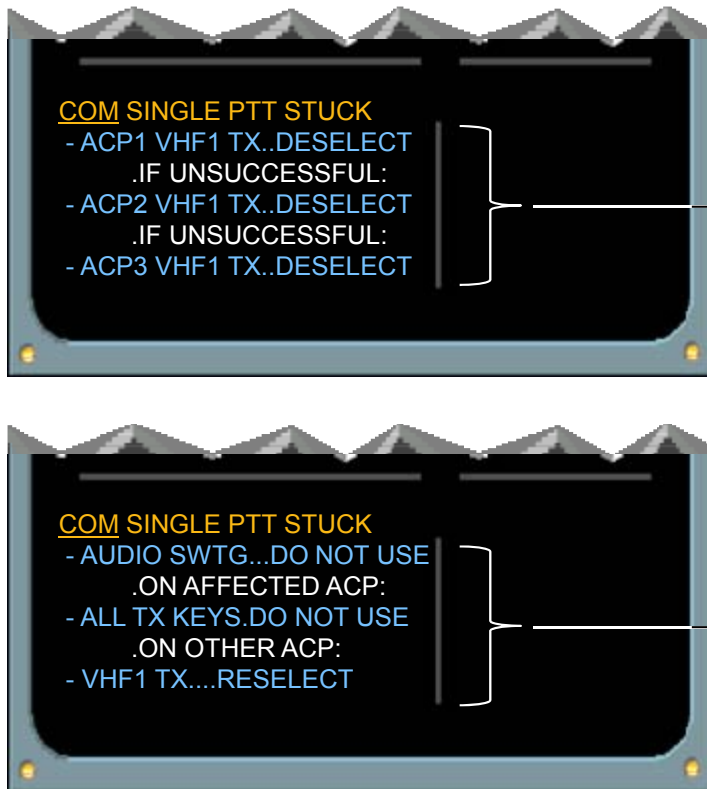 COM SINGLE PTT STUCK
- ACP1 VHF1 TX..DESELECT
.IF UNSUCCESSFUL:
- ACP2 VHF1 TX..DESELECT
.IF UNSUCCESSFUL:
- ACP3 VHF1 TX..DESELECT
COM SINGLE PTT STUCK
- AUDIO SWTG...DO NOT USE
.ON AFFECTED ACP:
- ALL TX KEYS.DO NOT USE
.ON OTHER ACP:
- VHF1 TX....RESELECT